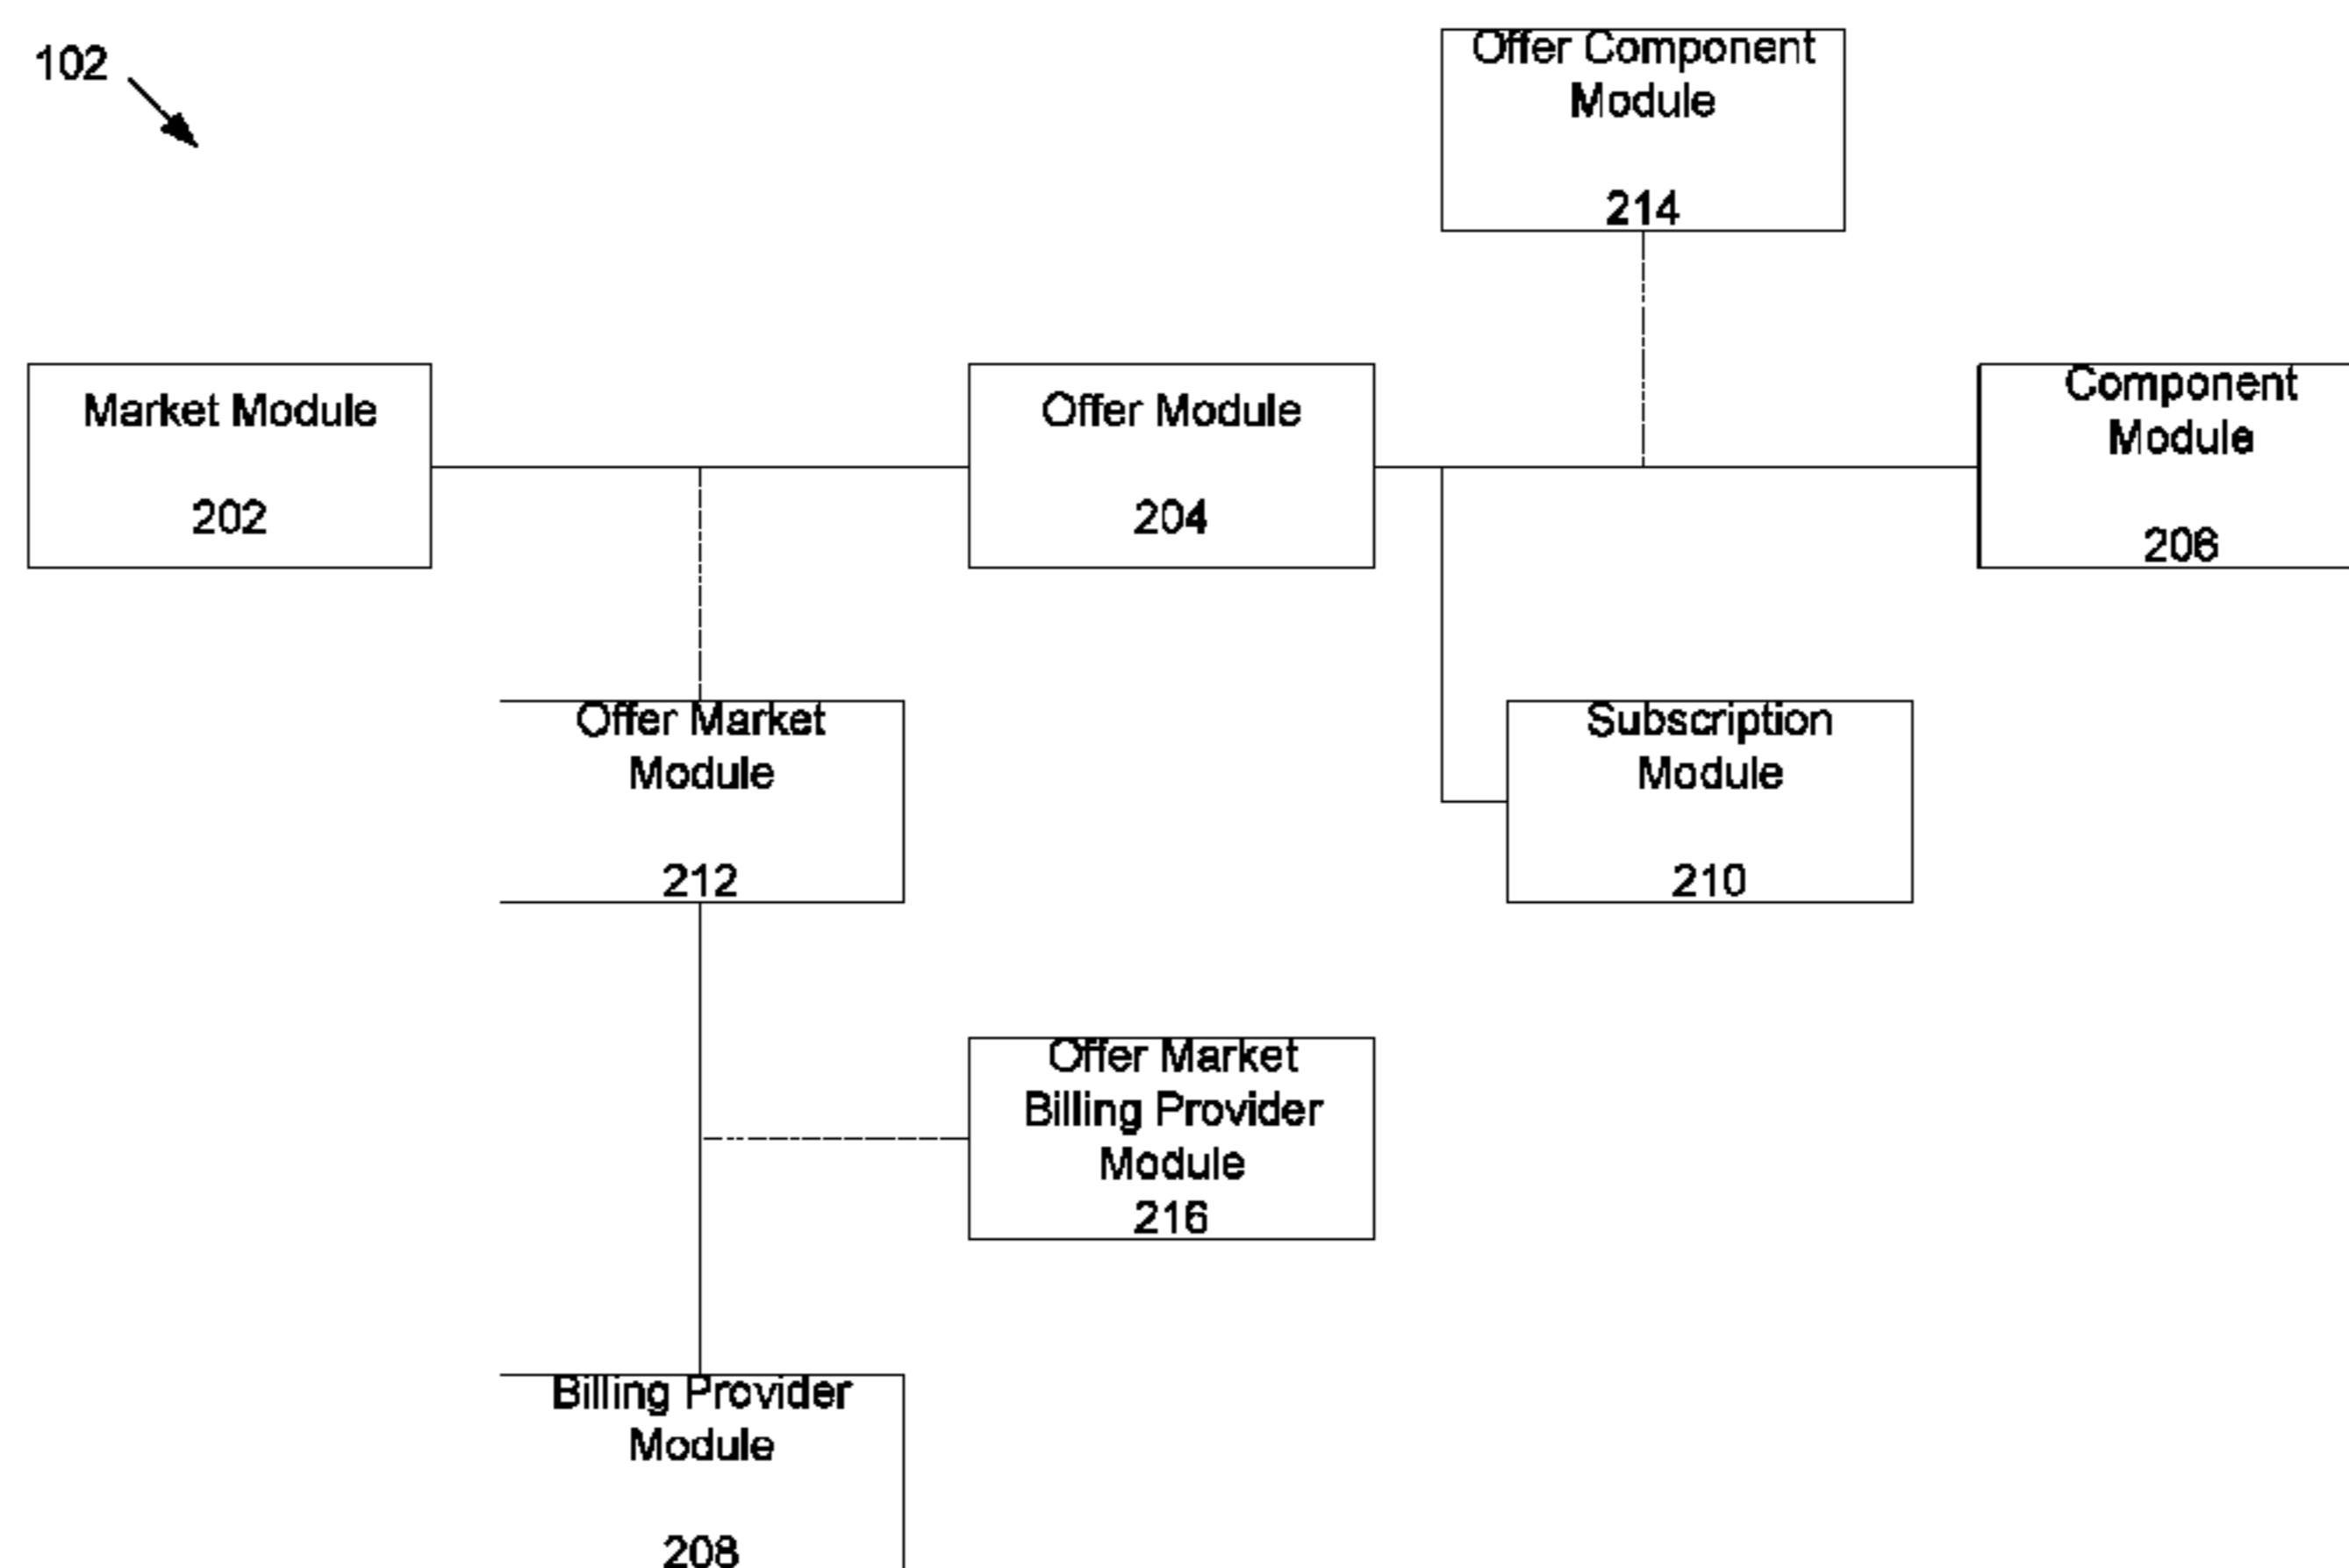 102
Offer Component
Module
214
Market Module
202
Offer Module
204
Component
Module
206
Offer Market
Module
212
Subscription
Module
210
Offer Market
Billing Provider
Module
216
Billing Provider
Module
208